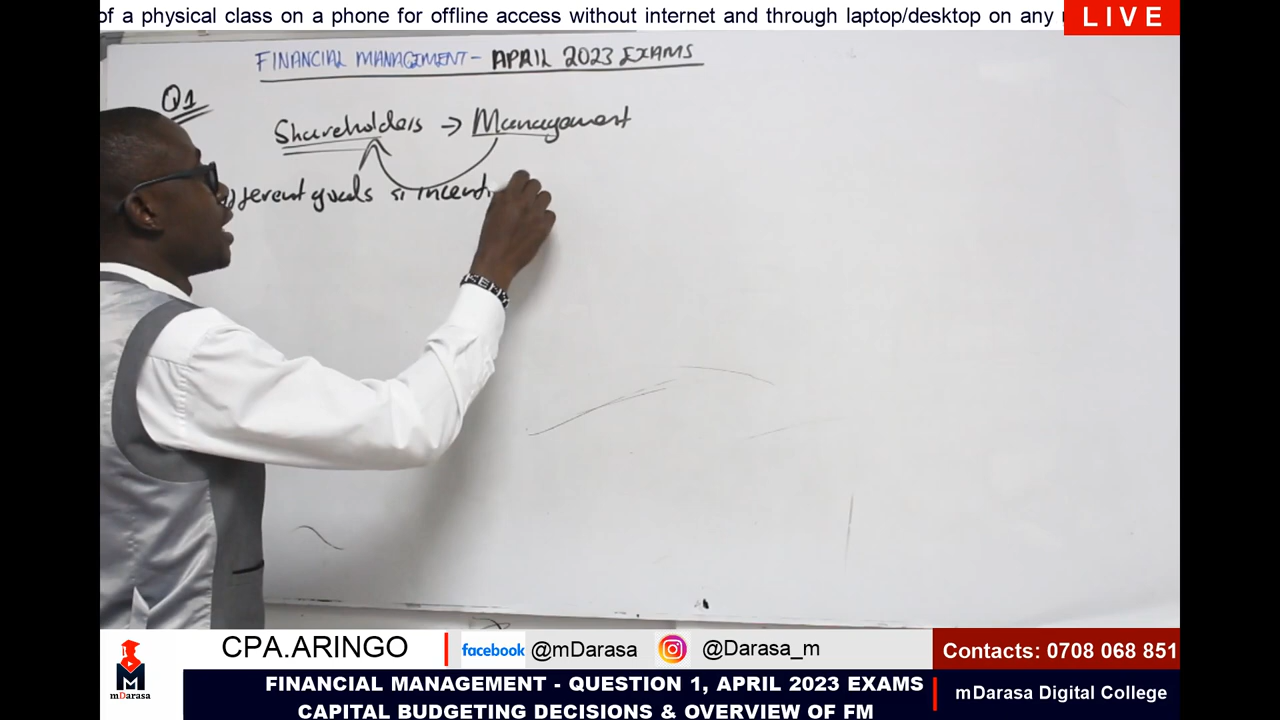 of a physical class on a phone for offline access without internet and through laptop/desktop on any
LIVE
FINANCIAL MANAGEMENT - APRIL 2023 EXAMS
Q1
Shareholders → Management
fferent goals
incenti
KENY
CPA.ARINGO
facebook @mDarasa
@Darasa_m
Contacts: 0708 068 851
M
mDarasa
FINANCIAL MANAGEMENT - QUESTION 1, APRIL 2023 EXAMS
CAPITAL BUDGETING DECISIONS & OVERVIEW OF FM
mDarasa Digital College